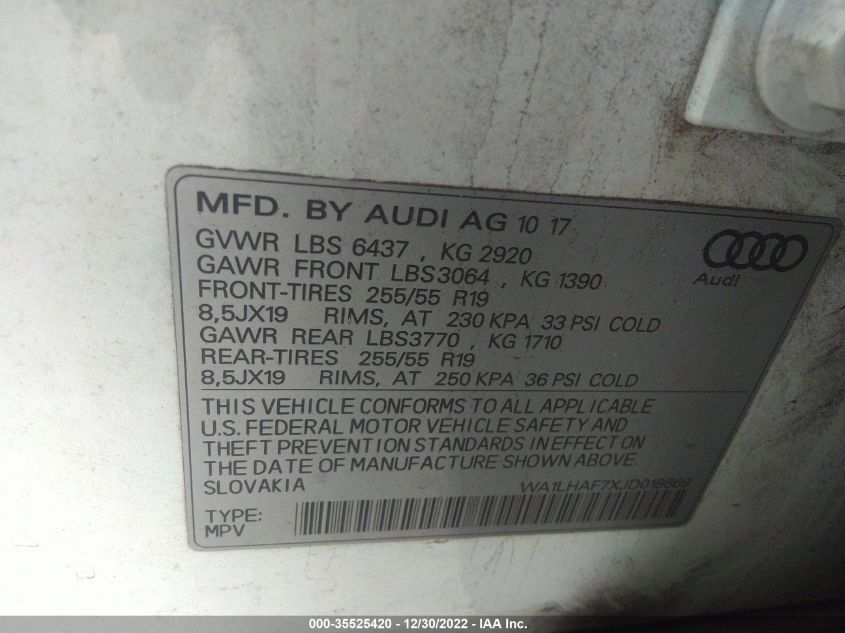 MFD. BY AUDI AG 10 17
GVWR LBS 6437 , KG 2920
GAWR FRONT LBS3064 , KG 1390
FRONT-TIRES 255/55 R19
8,5JX19 RIMS, AT 230 KPA 33 PSI COLD
GAWR REAR LBS3770 , KG 1710
REAR-TIRES 255/55 R19
8,5JX19 RIMS, AT 250 KPA 36 PSI COLD
Audi
THIS VEHICLE CONFORMS TO ALL APPLICABLE
U.S. FEDERAL MOTOR VEHICLE SAFETY AND
THEFT PREVENTION STANDARDS IN EFFECT ON
THE DATE OF MANUFACTURE SHOWN ABOVE.
SLOVAKIA WA1LHAF7XJD018669
TYPE:
MPV
000-35525420 - 12/30/2022 - IAA Inc.